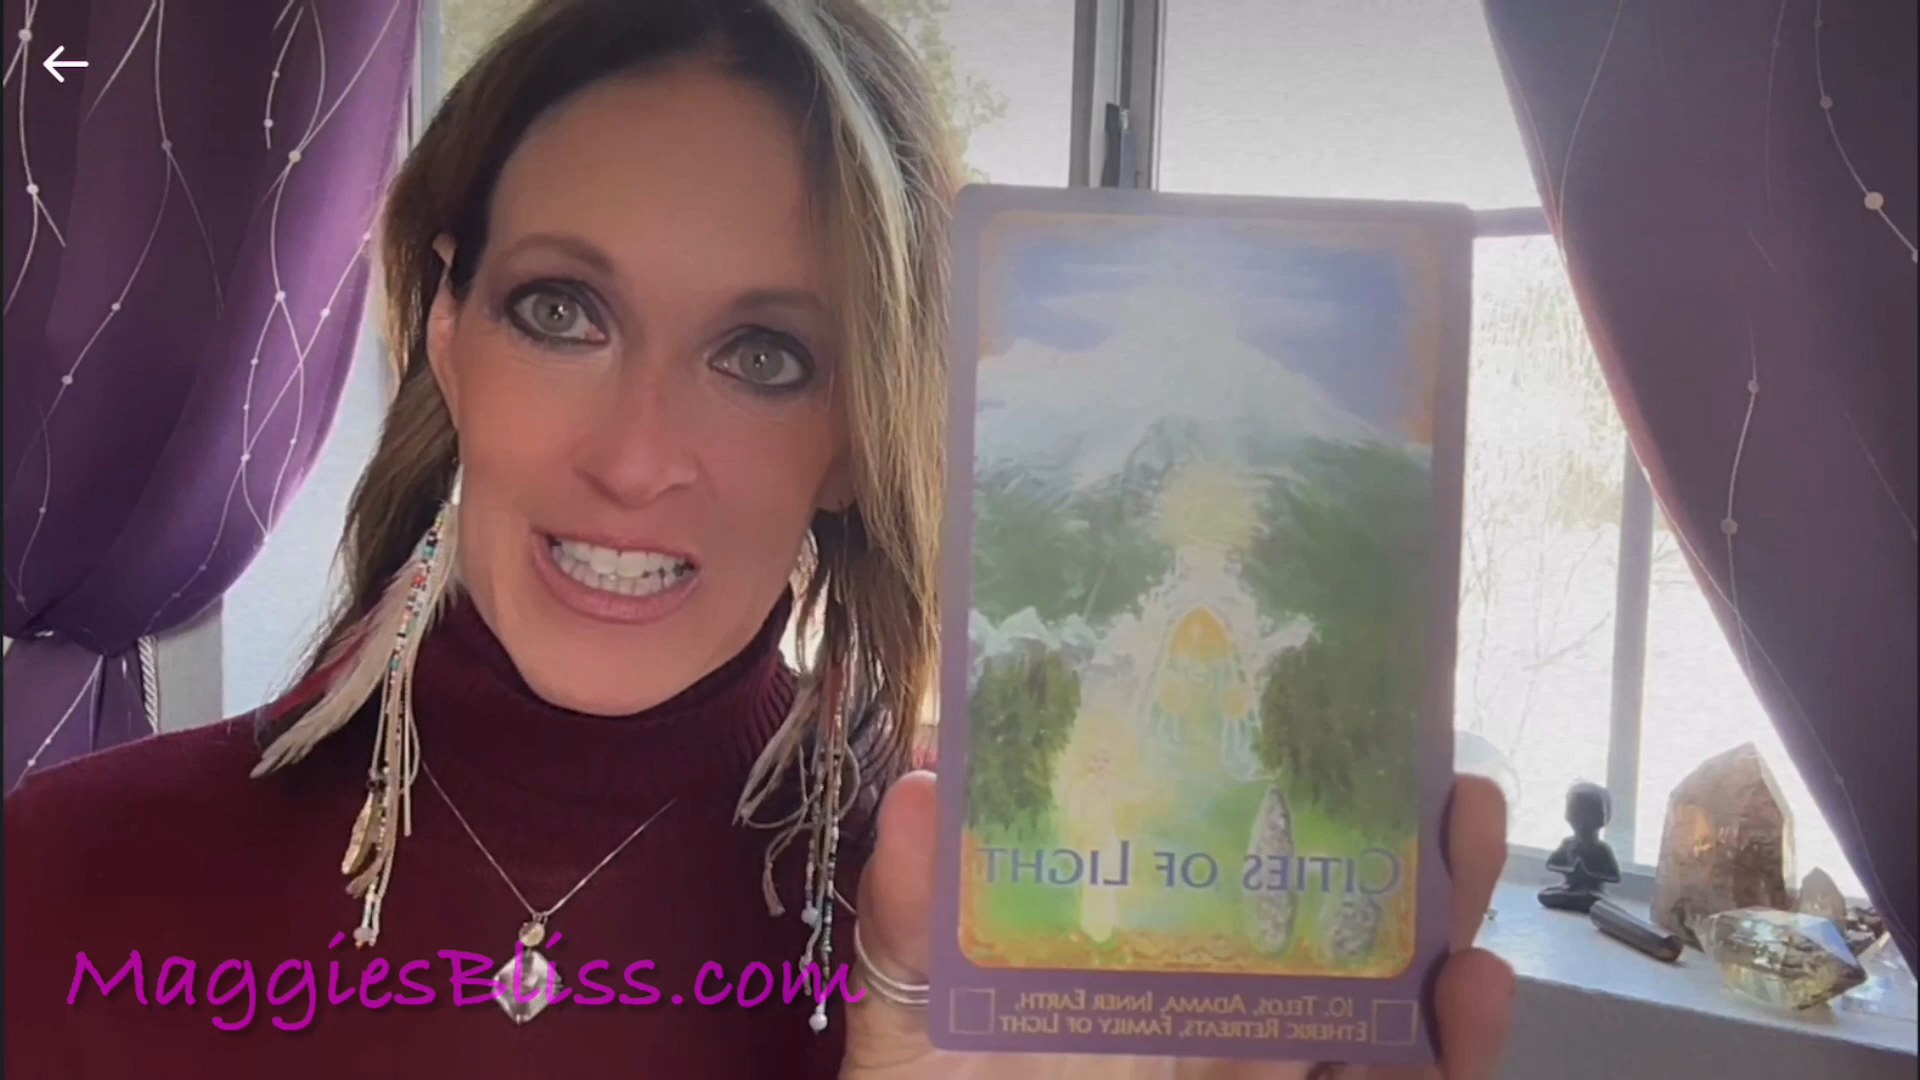 CITIES OF LIGHT
10. TELOS, ADAMA, INNER EARTH,
ETHERIC RETREATS, FAMILY OF LIGHT
MaggiesBliss.com